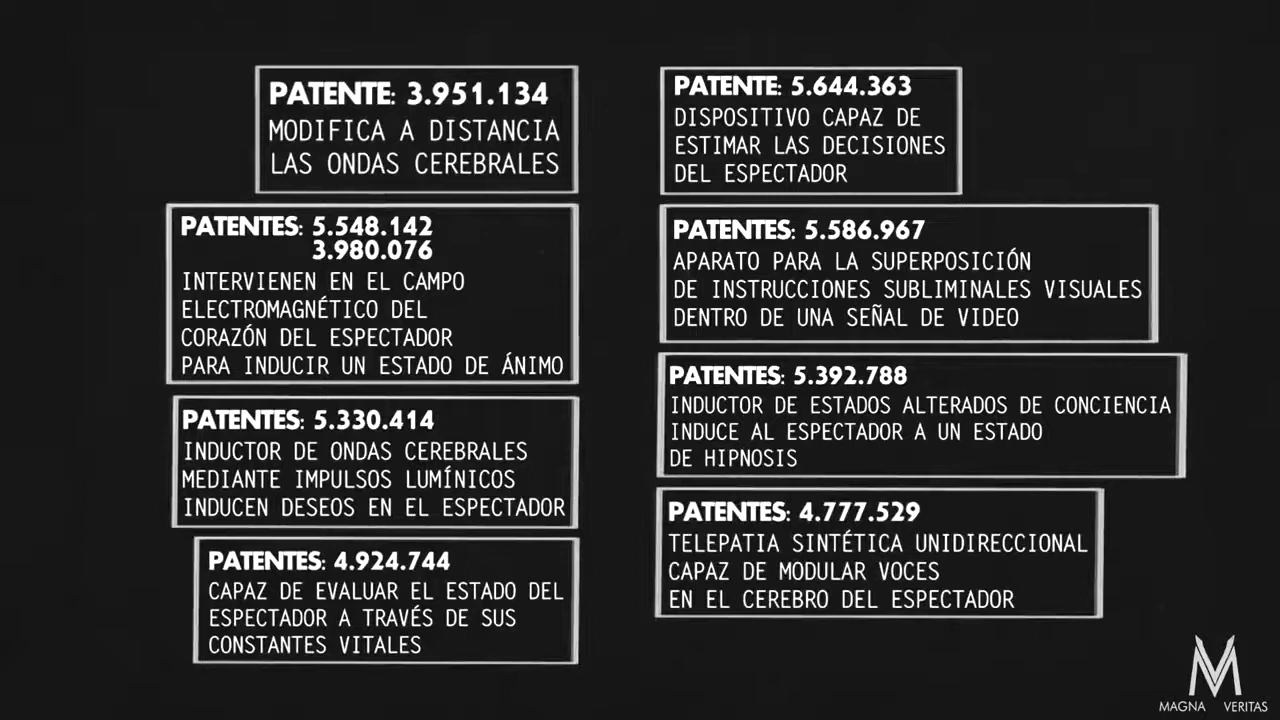 PATENTE: 3.951.134
MODIFICA A DISTANCIA
LAS ONDAS CEREBRALES
PATENTES: 5.548.142
3.980.076
INTERVIENEN EN EL CAMPO
ELECTROMAGNÉTICO DEL
CORAZÓN DEL ESPECTADOR
PARA INDUCIR UN ESTADO DE ÁNIMO
PATENTES: 5.330.414
INDUCTOR DE ONDAS CEREBRALES
MEDIANTE IMPULSOS LUMÍNICOS
INDUCEN DESEOS EN EL ESPECTADOR
PATENTES: 4.924.744
CAPAZ DE EVALUAR EL ESTADO DEL
ESPECTADOR A TRAVÉS DE SUS
CONSTANTES VITALES
PATENTE: 5.644.363
DISPOSITIVO CAPAZ DE
ESTIMAR LAS DECISIONES
DEL ESPECTADOR
PATENTES: 5.586.967
APARATO PARA LA SUPERPOSICIÓN
DE INSTRUCCIONES SUBLIMINALES VISUALES
DENTRO DE UNA SEÑAL DE VIDEO
PATENTES: 5.392.788
INDUCTOR DE ESTADOS ALTERADOS DE CONCIENCIA
INDUCE AL ESPECTADOR A UN ESTADO
DE HIPNOSIS
PATENTES: 4.777.529
TELEPATIA SINTÉTICA UNIDIRECCIONAL
CAPAZ DE MODULAR VOCES
EN EL CEREBRO DEL ESPECTADOR
MAGNA VERITAS